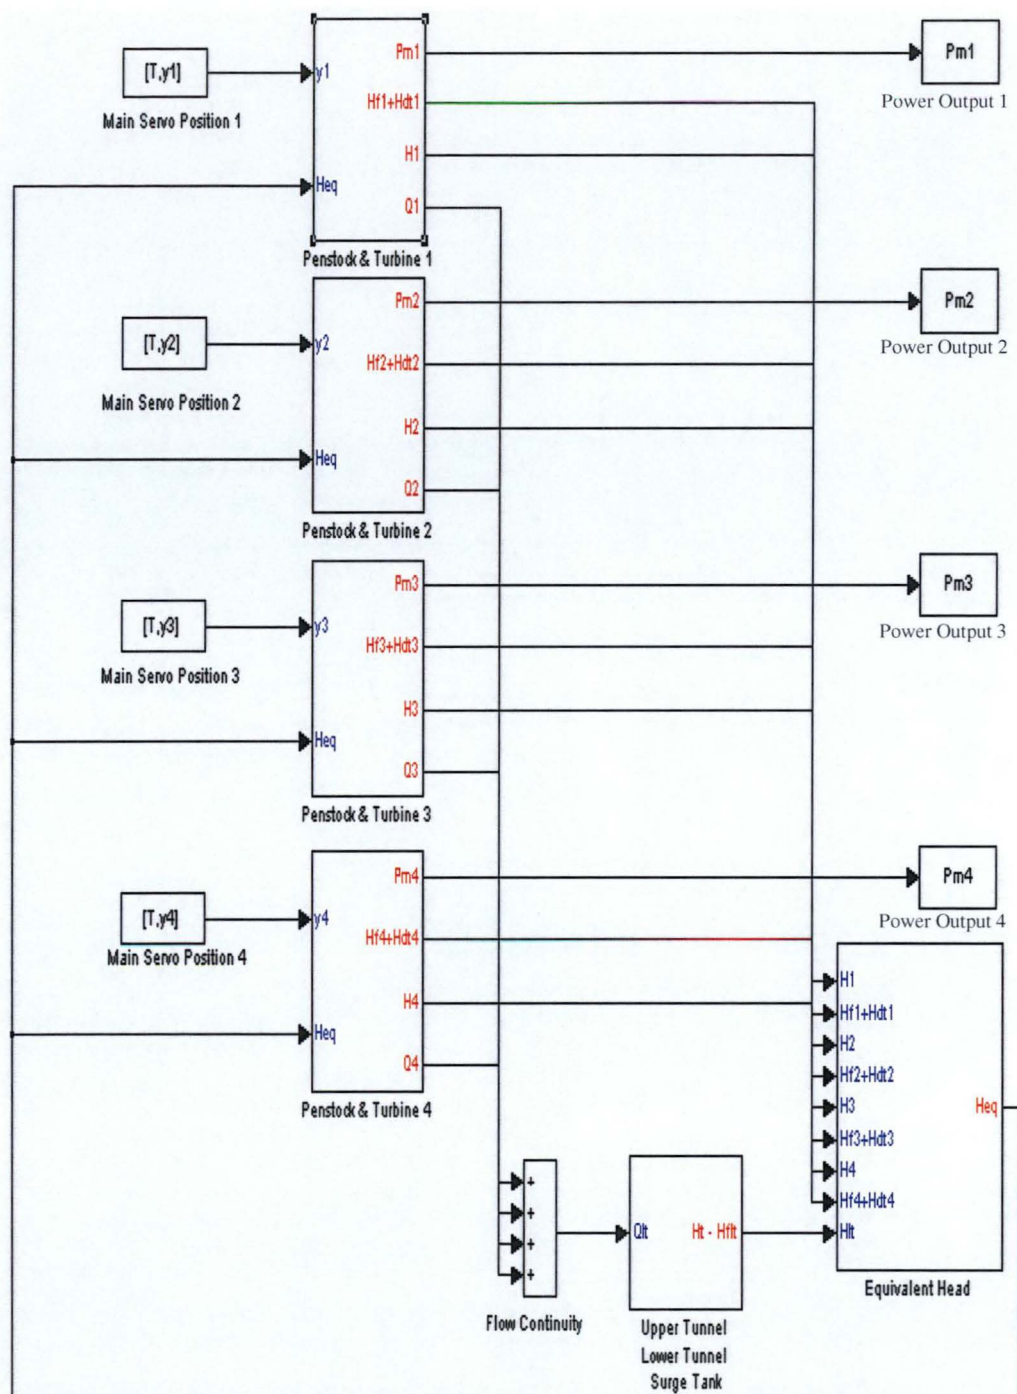 [T,y1]
Main Servo Position 1
y1
Heq
Pm1
Hf1+Hdt1
H1
Q1
Penstock & Turbine 1
Pm1
Power Output 1
[T,y2]
Main Servo Position 2
y2
Heq
Pm2
Hf2+Hdt2
H2
Q2
Penstock & Turbine 2
Pm2
Power Output 2
[T,y3]
Main Servo Position 3
y3
Heq
Pm3
Hf3+Hdt3
H3
Q3
Penstock & Turbine 3
Pm3
Power Output 3
[T,y4]
Main Servo Position 4
y4
Heq
Pm4
Hf4+Hdt4
H4
Q4
Penstock & Turbine 4
Pm4
Power Output 4
H1
Hf1+Hdt1
H2
Hf2+Hdt2
H3
Hf3+Hdt3
H4
Hf4+Hdt4
Hlt
Heq
Equivalent Head
+
+
+
+
Flow Continuity
Qlt
Ht - Hflt
Upper Tunnel
Lower Tunnel
Surge Tank